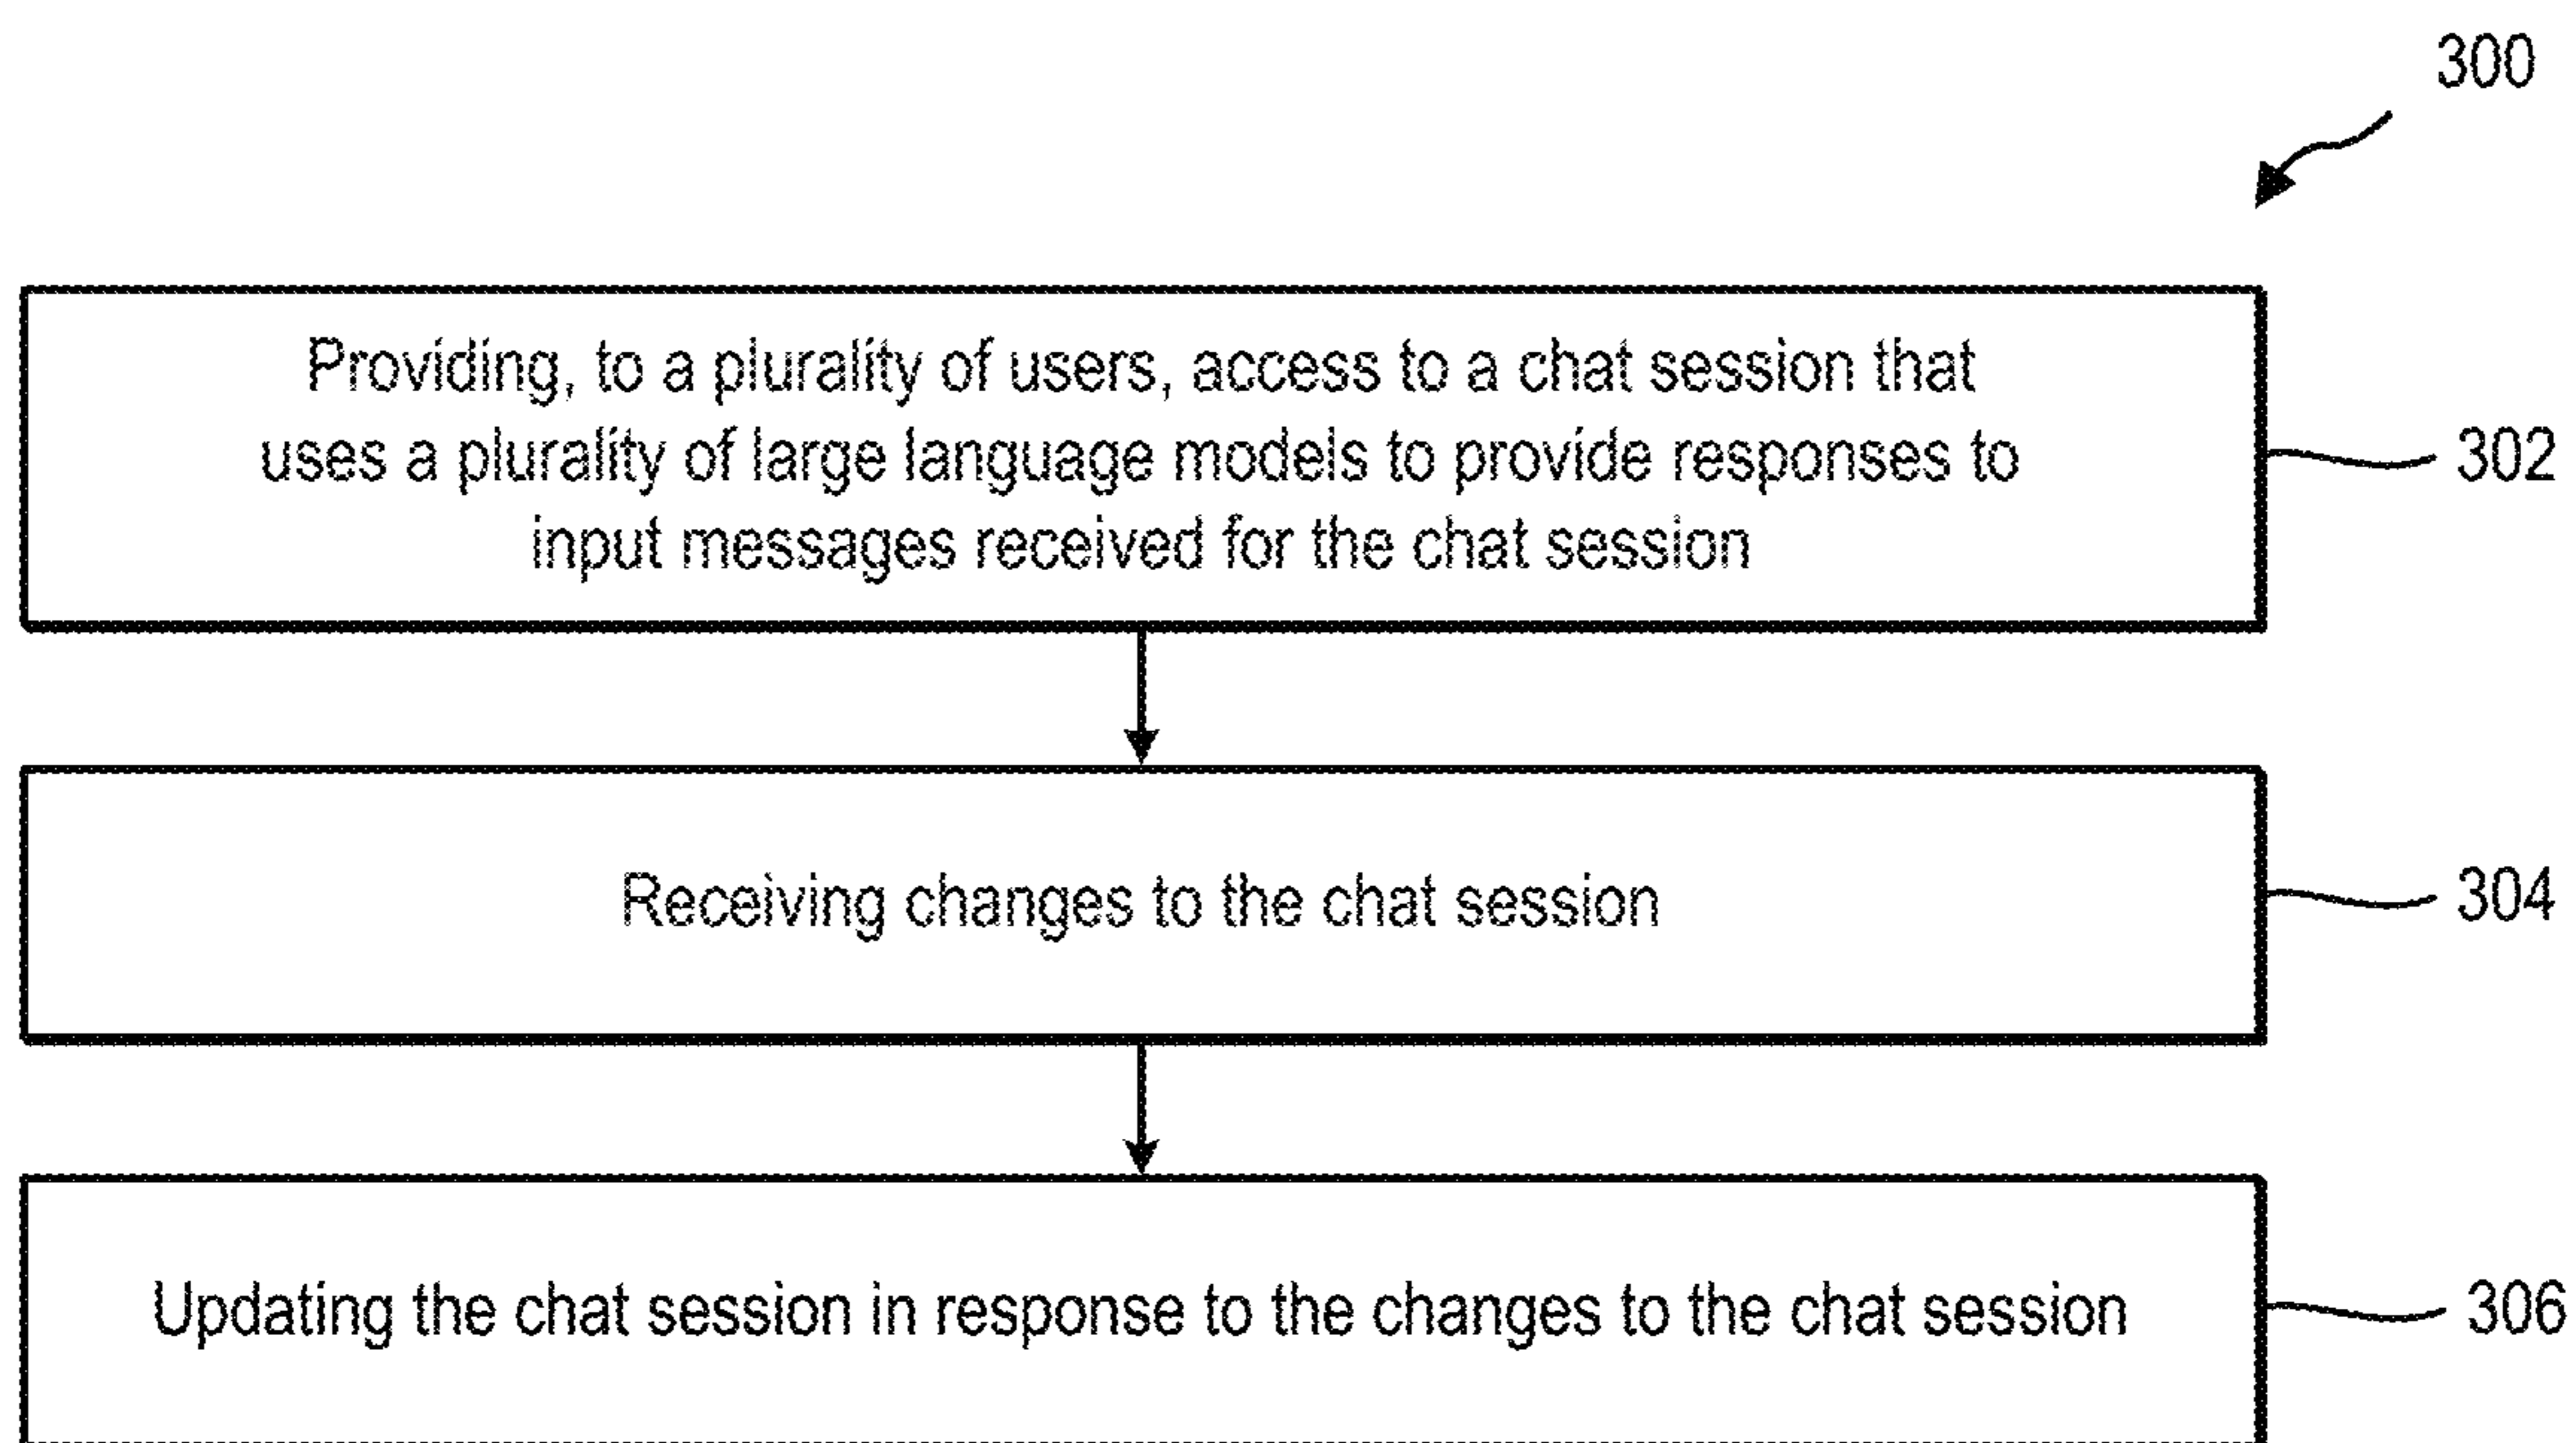 300
Providing, to a plurality of users, access to a chat session that
uses a plurality of large language models to provide responses to
input messages received for the chat session
302
Receiving changes to the chat session
304
Updating the chat session in response to the changes to the chat session
306